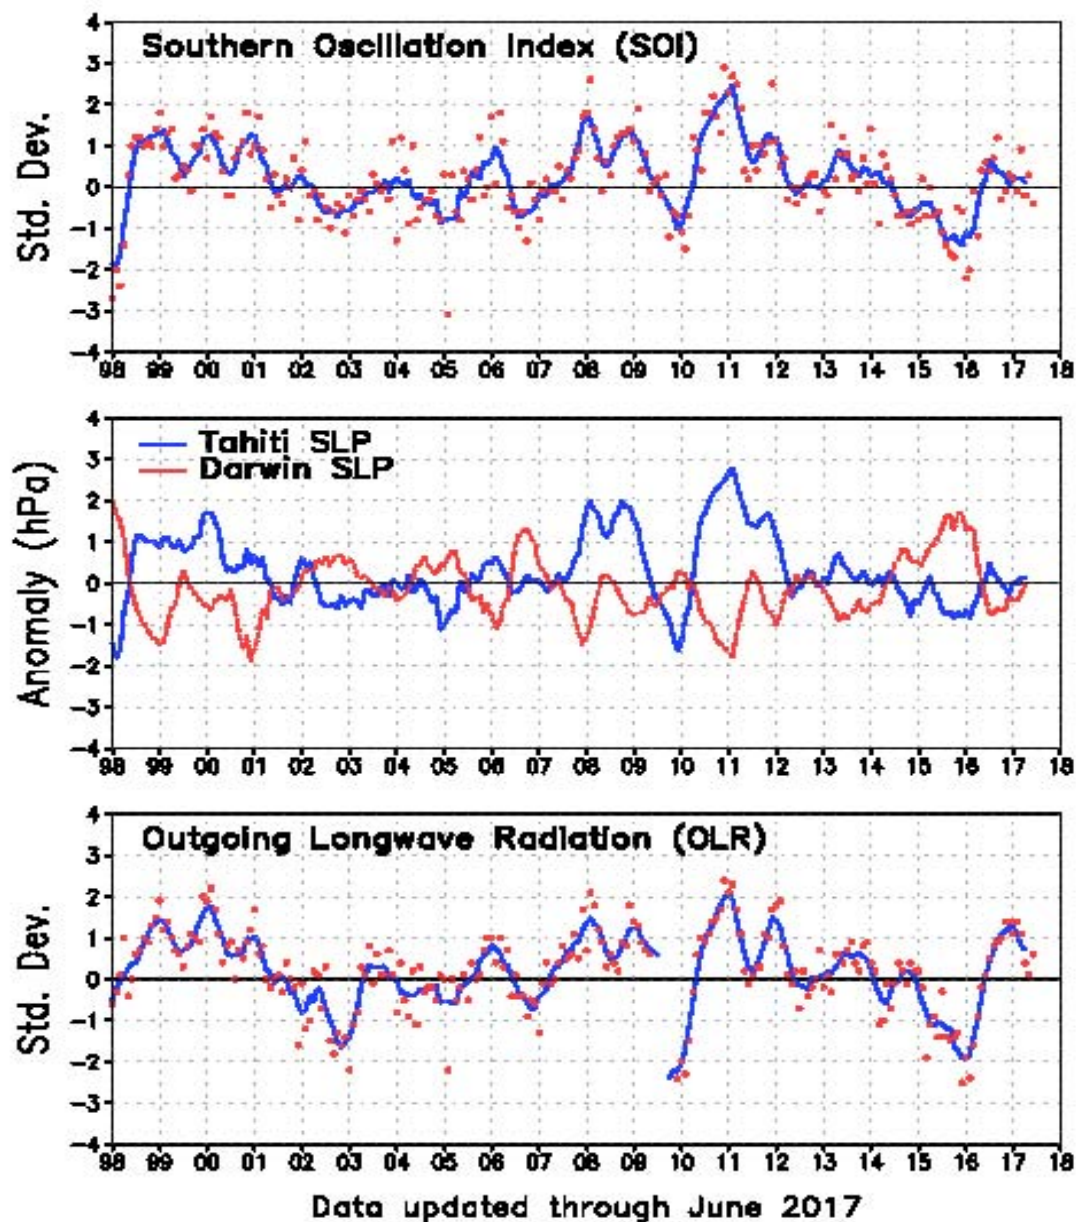 Southern Oscillation Index (SOI)
Std. Dev.
4
3
2
1
0
-1
-2
-3
-4
98 99 00 01 02 03 04 05 06 07 08 09 10 11 12 13 14 15 16 17 18
Tahiti SLP
Darwin SLP
Anomaly (hPa)
4
3
2
1
0
-1
-2
-3
-4
98 99 00 01 02 03 04 05 06 07 08 09 10 11 12 13 14 15 16 17 18
Outgoing Longwave Radiation (OLR)
Std. Dev.
4
3
2
1
0
-1
-2
-3
-4
98 99 00 01 02 03 04 05 06 07 08 09 10 11 12 13 14 15 16 17 18
Data updated through June 2017